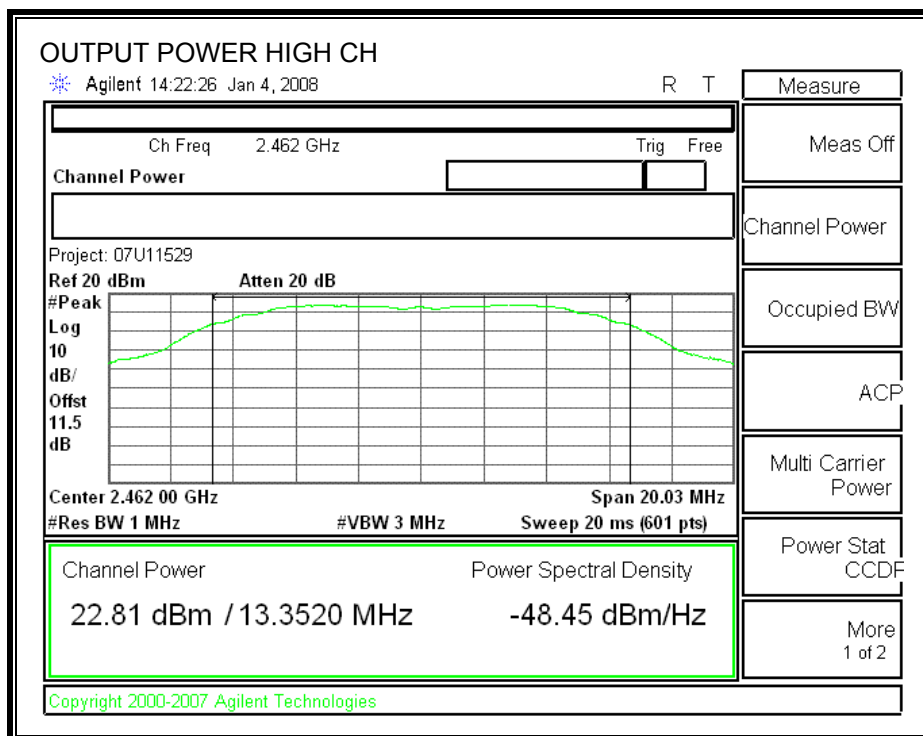 OUTPUT POWER HIGH CH
Agilent 14:22:26 Jan 4, 2008 R T
Ch Freq 2.462 GHz Trig Free
Channel Power
Project: 07U11529
Ref 20 dBm Atten 20 dB
#Peak
Log
10
dB/
Offst
11.5
dB
Center 2.462 00 GHz Span 20.03 MHz
#Res BW 1 MHz #VBW 3 MHz Sweep 20 ms (601 pts)
Channel Power Power Spectral Density
22.81 dBm / 13.3520 MHz -48.45 dBm/Hz
Copyright 2000-2007 Agilent Technologies
Measure
Meas Off
Channel Power
Occupied BW
ACP
Multi Carrier
Power
Power Stat
CCDF
More
1 of 2